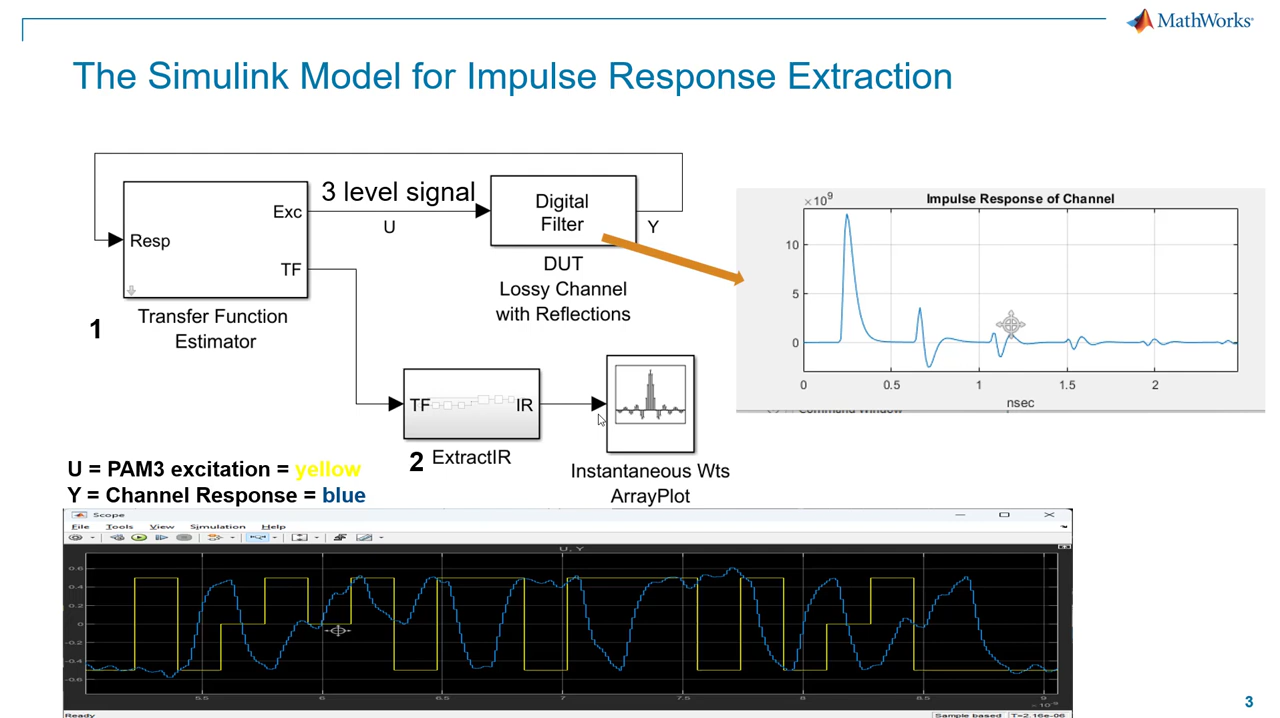 MathWorks®
The Simulink Model for Impulse Response Extraction
Exc
3 level signal
U
Digital
Filter
Y
Resp
TF
DUT
Lossy Channel
with Reflections
1
Transfer Function
Estimator
Impulse Response of Channel
×10⁹
10
5
0
0
0.5
1
1.5
2
nsec
TF
IR
2
ExtractIR
Instantaneous Wts
ArrayPlot
U = PAM3 excitation = yellow
Y = Channel Response = blue
Scope
File Tools View Simulation Help
U, Y
0.6
0.4
0.2
0
-0.2
-0.4
-0.6
5.5
6
6.5
7
7.5
8
8.5
9
Ready
Sample based
T=2.16e-06
3